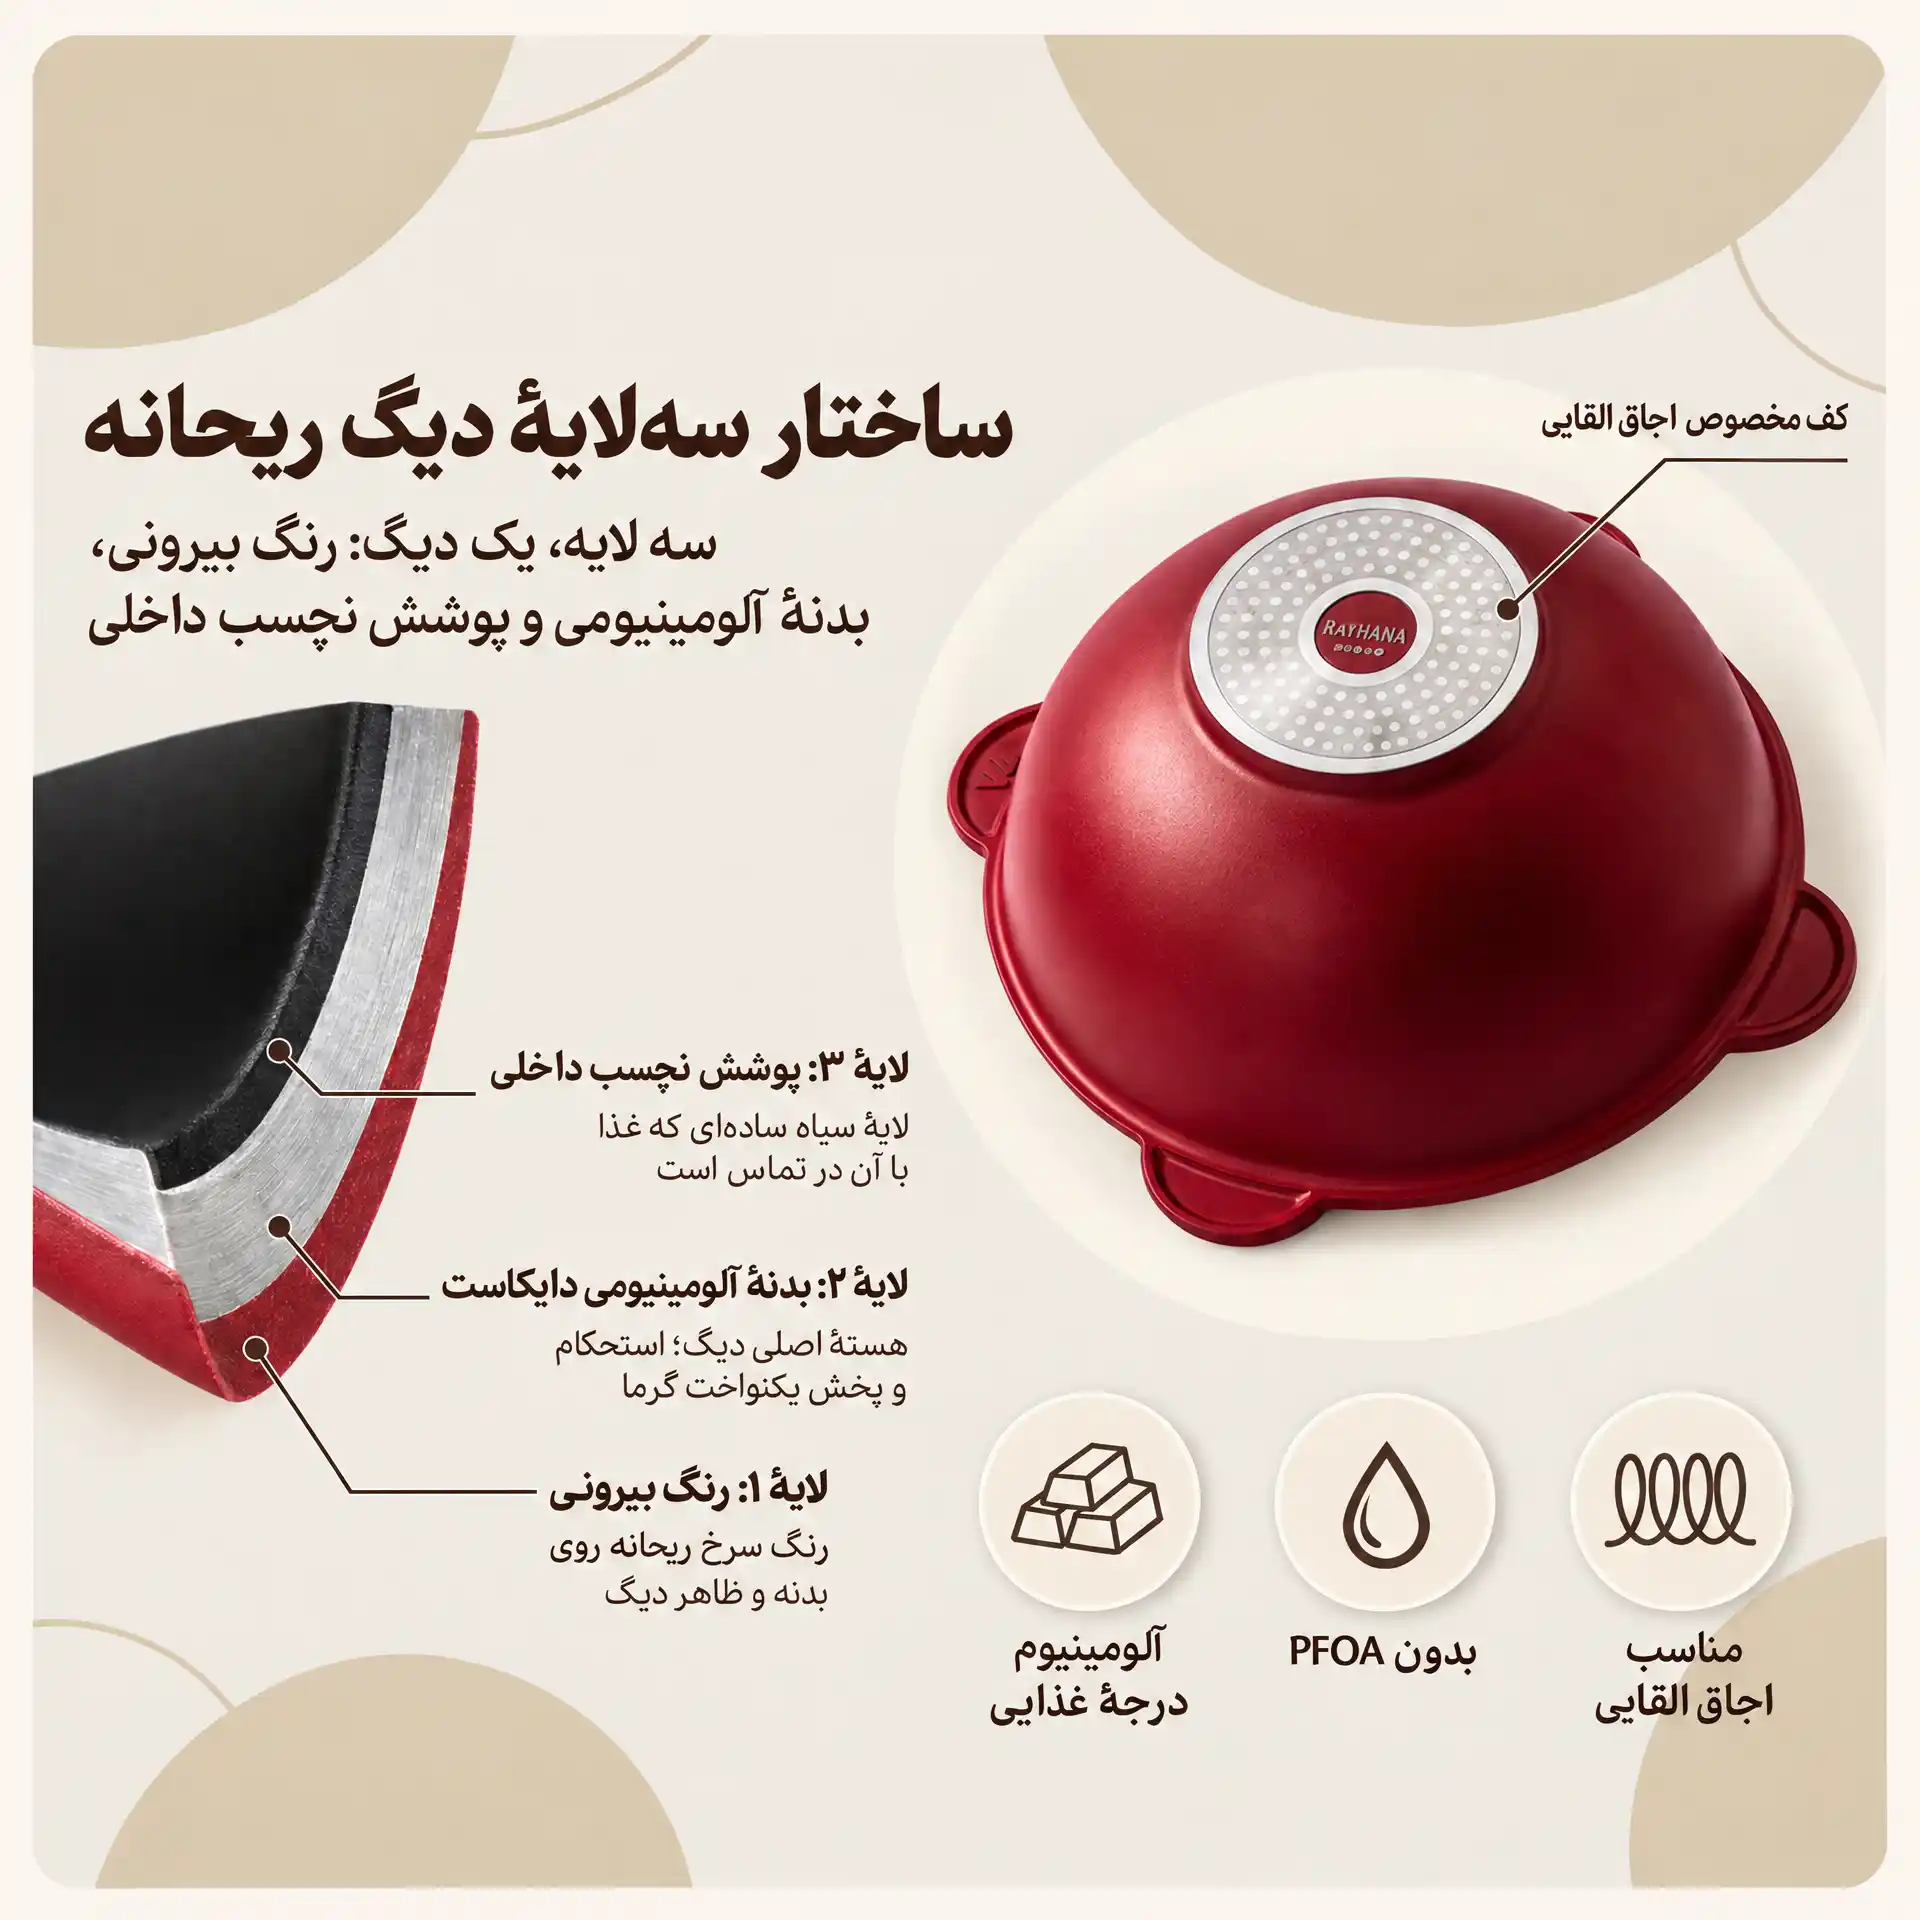 ساختار سه‌لایهٔ دیگ ریحانه
سه لایه، یک دیگ: رنگ بیرونی،
بدنهٔ آلومینیومی و پوشش نچسب داخلی
کف مخصوص اجاق القایی
RAYHANA
لایهٔ ۳: پوشش نچسب داخلی
لایهٔ سیاه ساده‌ای که غذا
با آن در تماس است
لایهٔ ۲: بدنهٔ آلومینیومی دایکاست
هستهٔ اصلی دیگ؛ استحکام
و پخش یکنواخت گرما
لایهٔ ۱: رنگ بیرونی
رنگ سرخ ریحانه روی
بدنه و ظاهر دیگ
مناسب
اجاق القایی
بدون PFOA
آلومینیوم
درجهٔ غذایی